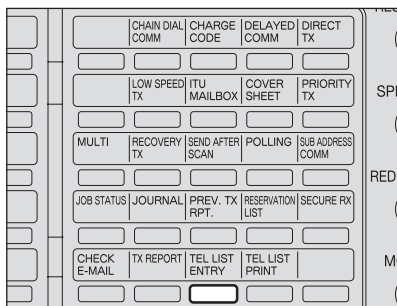 CHAIN DIAL CHARGE DELAYED DIRECT
COMM CODE COMM TX
LOW SPEED ITU COVER PRIORITY
TX MAILBOX SHEET TX
MULTI RECOVERY SEND AFTER POLLING SUB ADDRESS
TX SCAN COMM
JOB STATUS JOURNAL PREV. TX RESERVATION SECURE RX
RPT. LIST
CHECK TX REPORT TEL LIST TEL LIST
E-MAIL ENTRY PRINT